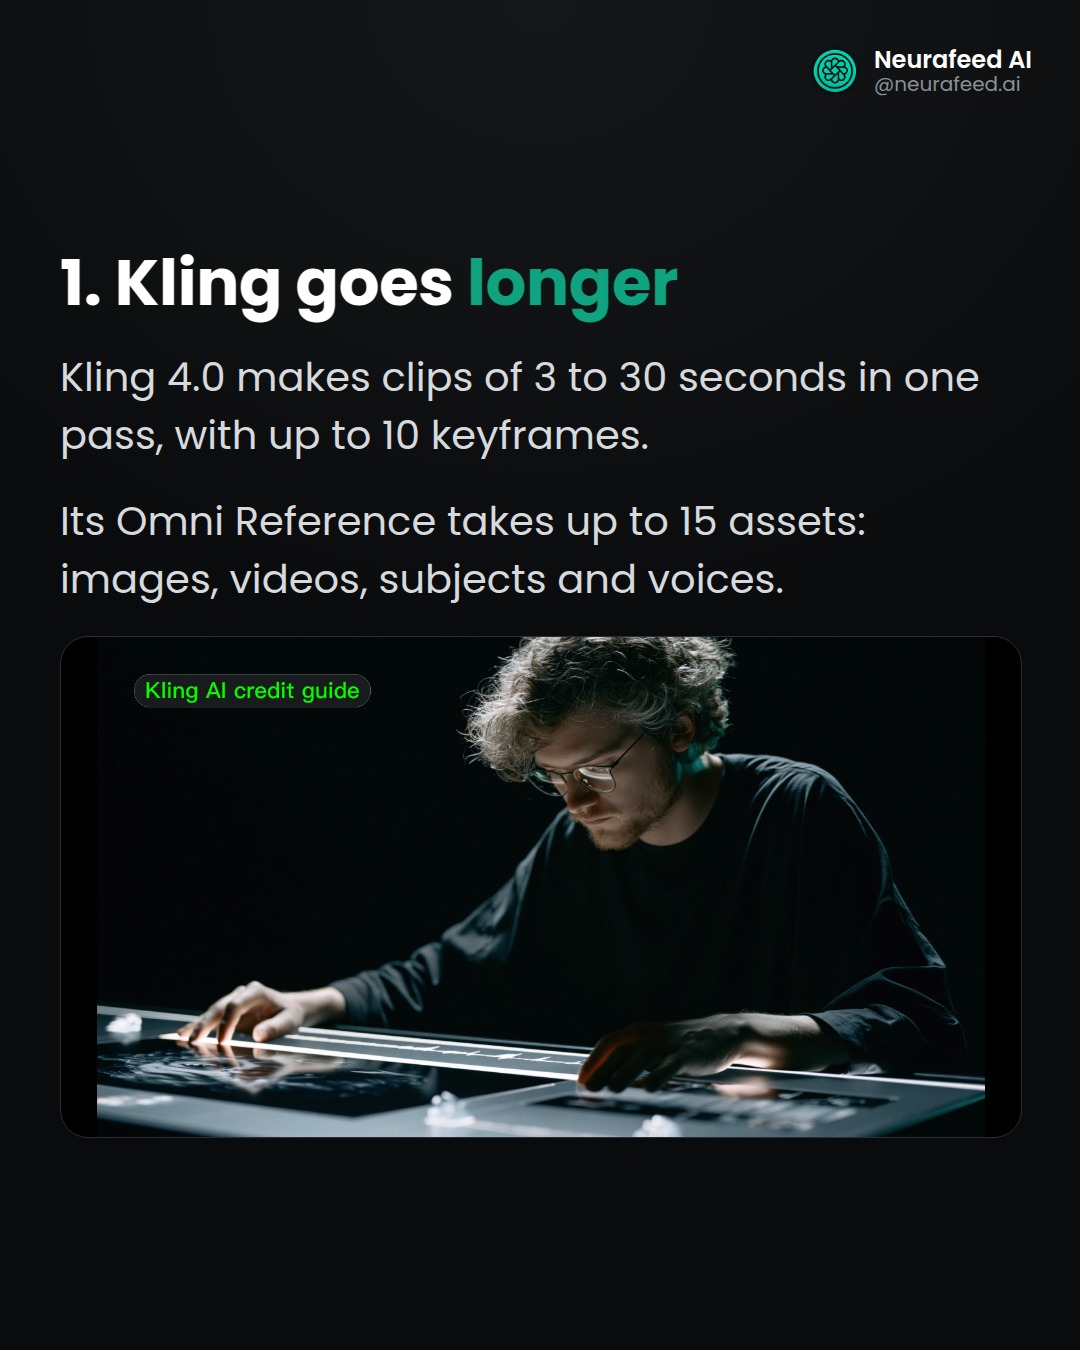 Neurafeed AI
@neurafeed.ai
1. Kling goes longer
Kling 4.0 makes clips of 3 to 30 seconds in one
pass, with up to 10 keyframes.
Its Omni Reference takes up to 15 assets:
images, videos, subjects and voices.
Kling AI credit guide